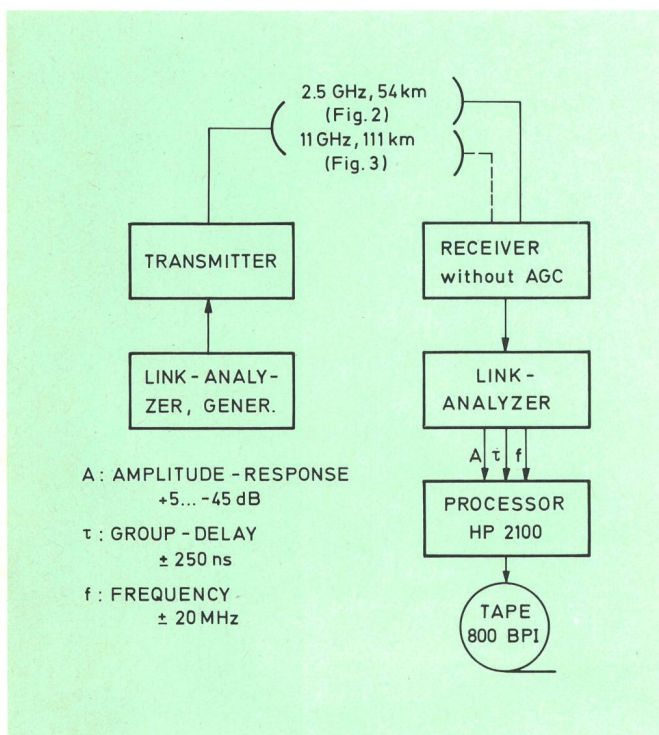 2.5 GHz, 54 km
(Fig. 2)
11 GHz, 111 km
(Fig. 3)
TRANSMITTER
RECEIVER
without AGC
LINK - ANALY-
ZER, GENER.
LINK -
ANALYZER
A τ f
A : AMPLITUDE - RESPONSE
+5... -45 dB
τ : GROUP - DELAY
± 250 ns
f : FREQUENCY
± 20 MHz
PROCESSOR
HP 2100
TAPE
800 BPI